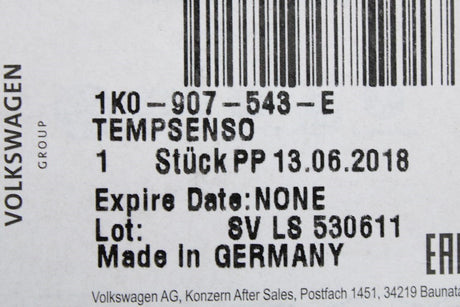 VOLKSWAGEN
GROUP
1K0-907-543-E
TEMPSENSO
1 Stück PP 13.06.2018
Expire Date: NONE
Lot: SV LS 530611
Made in GERMANY
EAC
Volkswagen AG, Konzern After Sales, Postfach 1451, 34219 Baunata